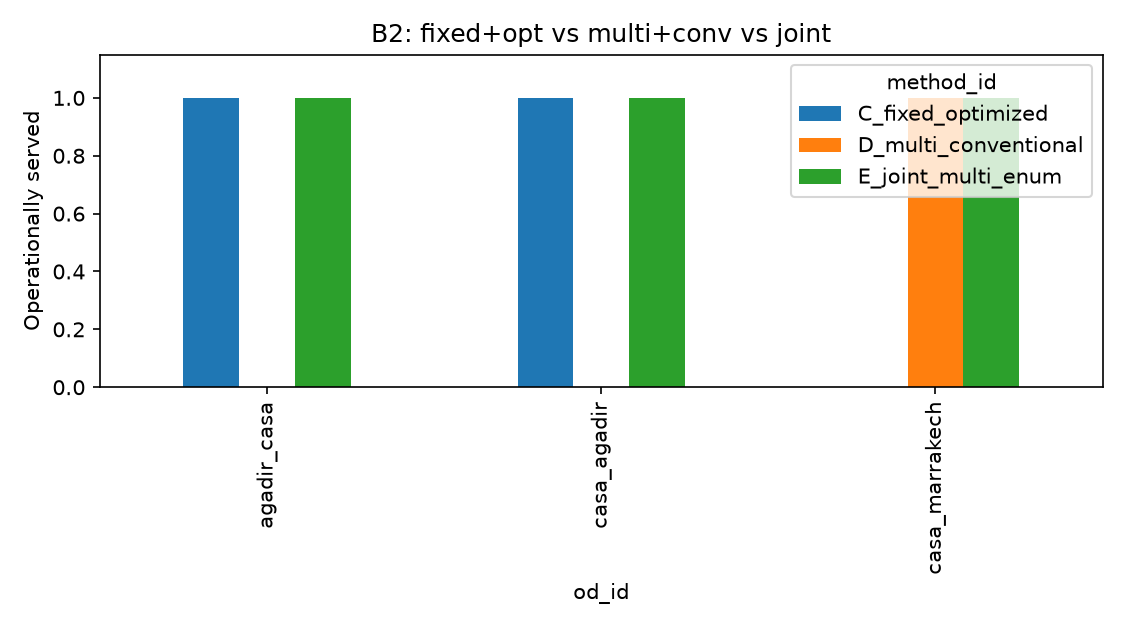 B2: fixed+opt vs multi+conv vs joint
Operationally served
1.0
0.8
0.6
0.4
0.2
0.0
method_id
C_fixed_optimized
D_multi_conventional
E_joint_multi_enum
agadir_casa
casa_agadir
casa_marrakech
od_id